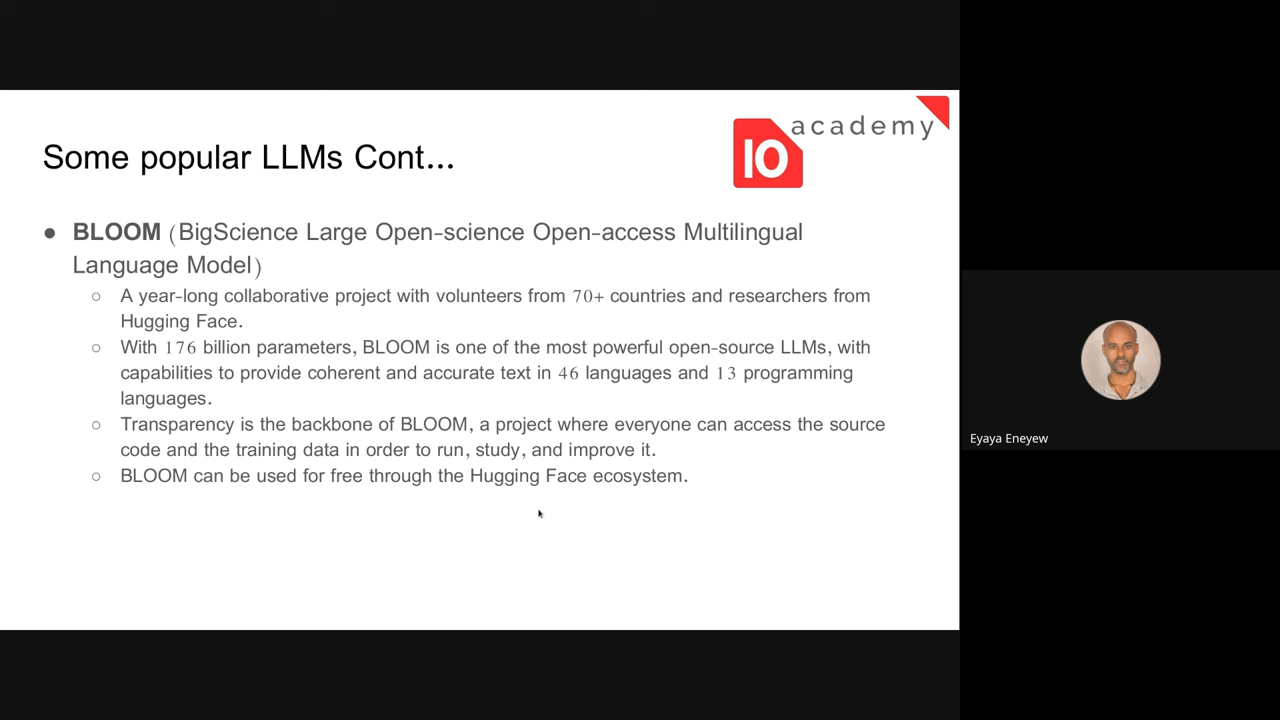 10 academy
Some popular LLMs Cont...
● BLOOM (BigScience Large Open-science Open-access Multilingual
Language Model)
○ A year-long collaborative project with volunteers from 70+ countries and researchers from
Hugging Face.
○ With 176 billion parameters, BLOOM is one of the most powerful open-source LLMs, with
capabilities to provide coherent and accurate text in 46 languages and 13 programming
languages.
○ Transparency is the backbone of BLOOM, a project where everyone can access the source
code and the training data in order to run, study, and improve it.
○ BLOOM can be used for free through the Hugging Face ecosystem.
Eyaya Eneyew